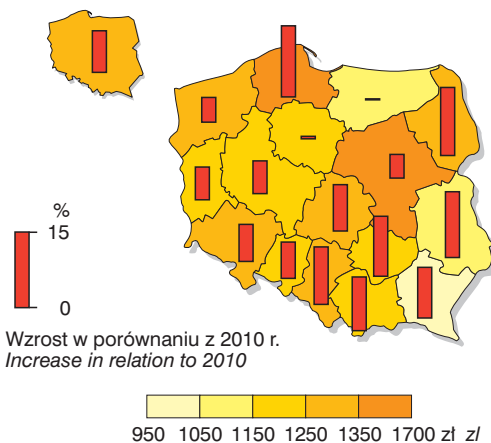 %
15
0
Wzrost w porównaniu z 2010 r.
Increase in relation to 2010
950 1050 1150 1250 1350 1700 zł zl